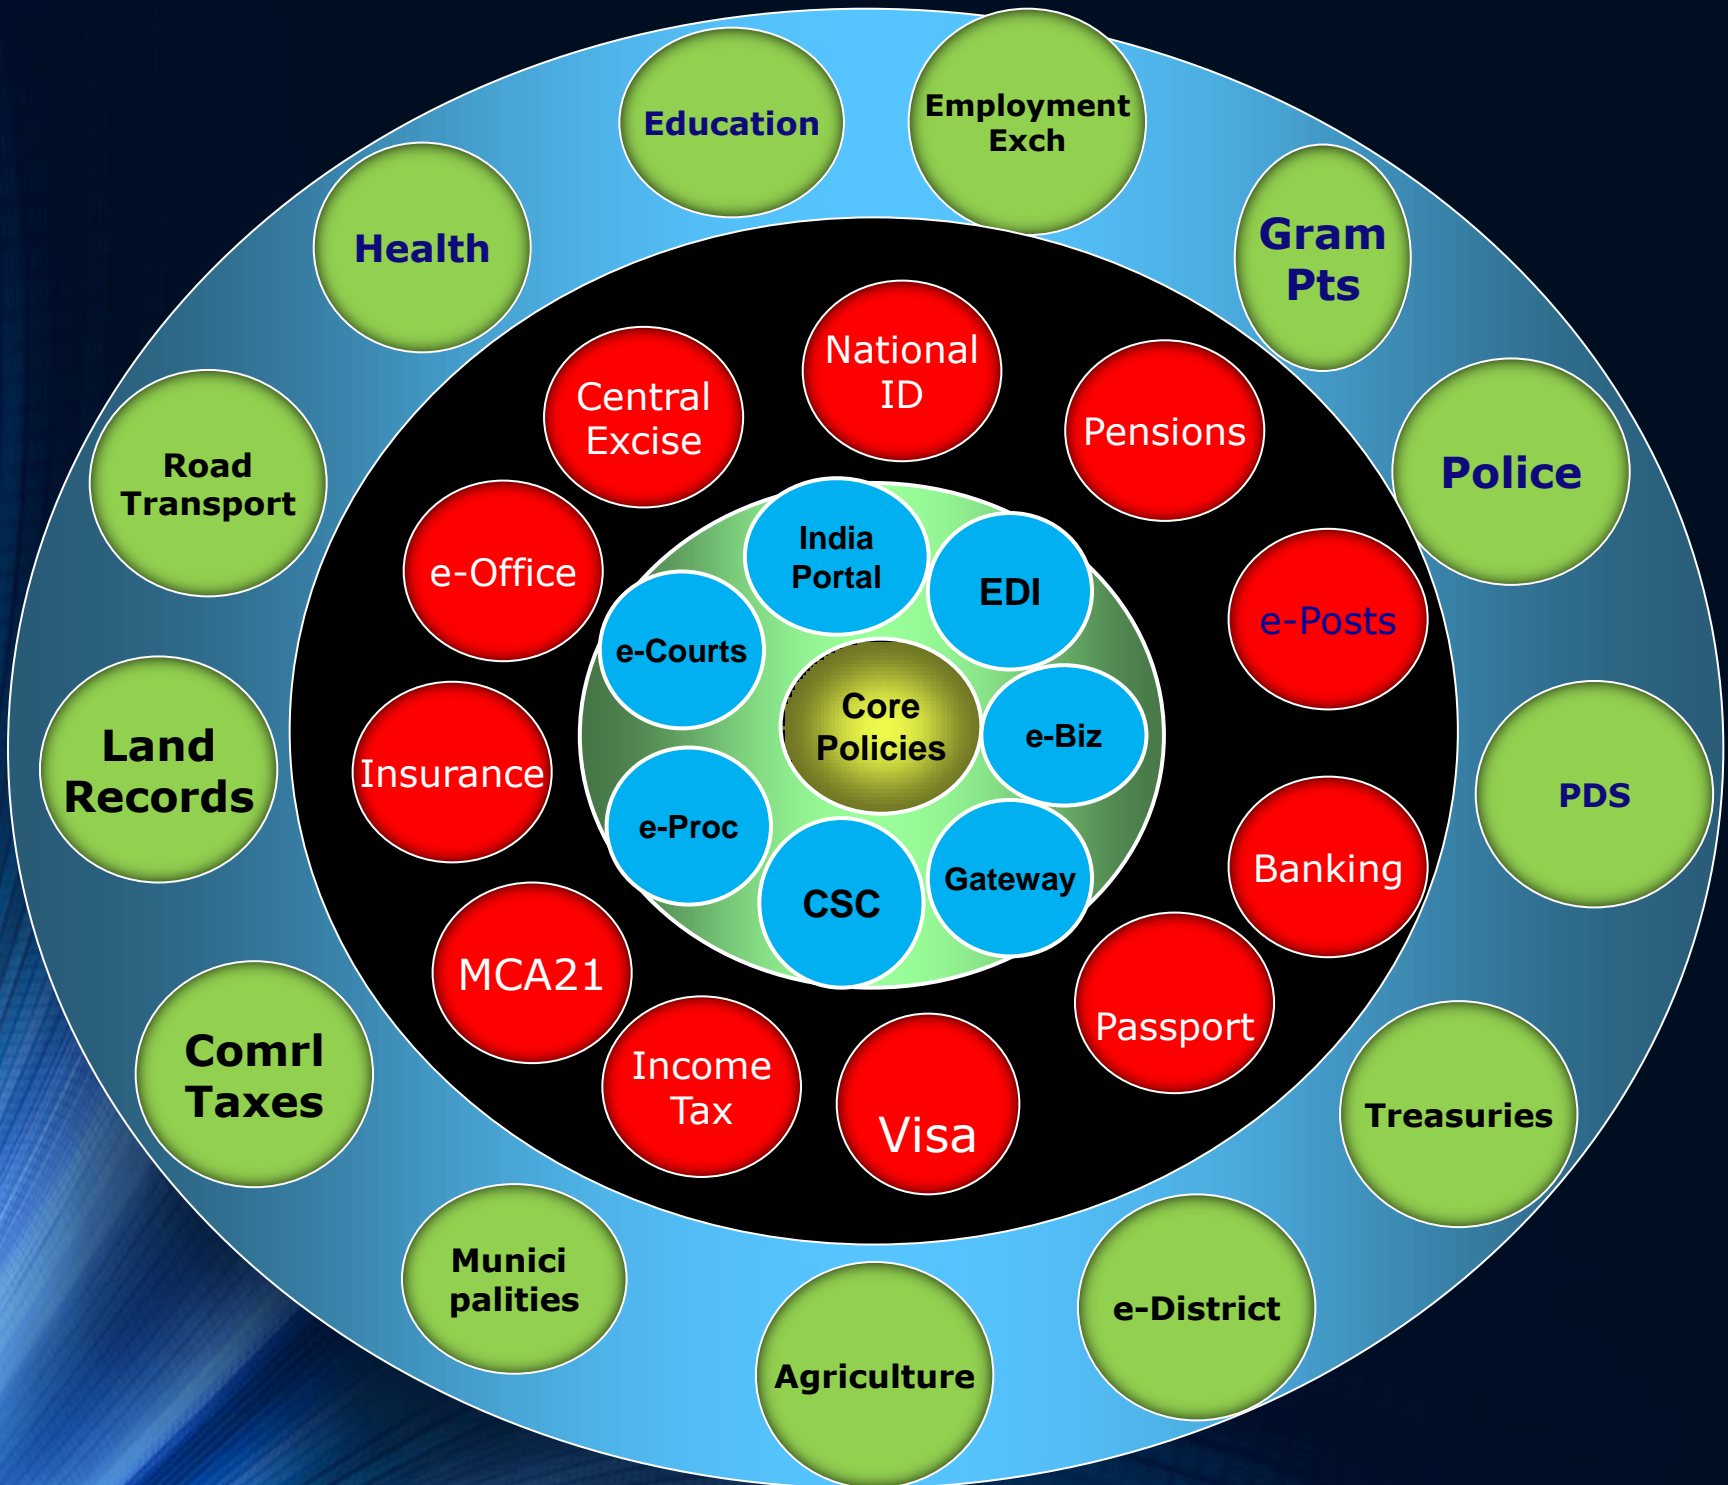 Education
Employment
Exch
Health
Gram
Pts
National
ID
Central
Excise
Pensions
Road
Transport
Police
e-Office
India
Portal
EDI
e-Posts
e-Courts
Core
Policies
e-Biz
Land
Records
Insurance
PDS
e-Proc
CSC
Gateway
Banking
MCA21
Passport
Comrl
Taxes
Income
Tax
Visa
Treasuries
Munici
palities
e-District
Agriculture